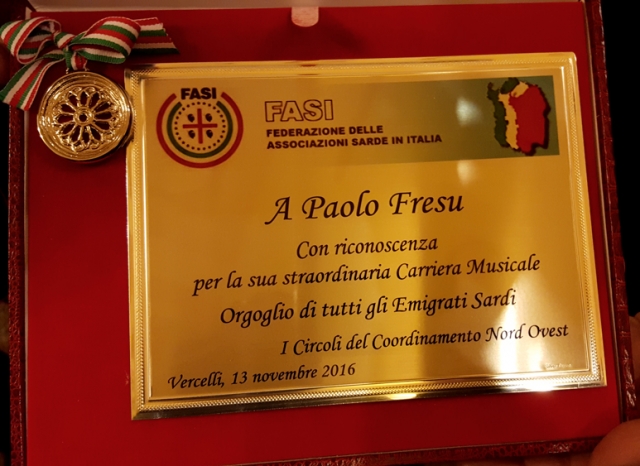 FASI
FASI
FEDERAZIONE DELLE
ASSOCIAZIONI SARDE IN ITALIA
A Paolo Fresu
Con riconoscenza
per la sua straordinaria Carriera Musicale
Orgoglio di tutti gli Emigrati Sardi
I Circoli del Coordinamento Nord Ovest
Vercelli, 13 novembre 2016